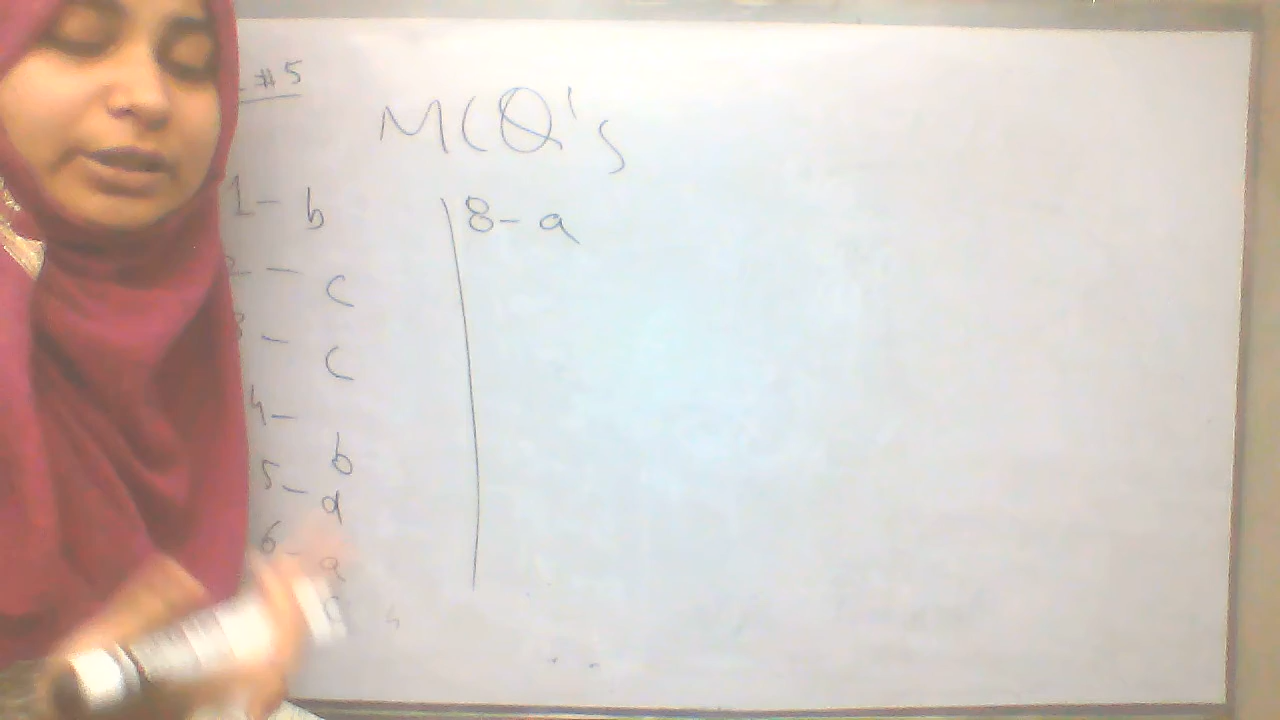 #5
MCQ's
1- b
2- c
3- c
4- b
5- a
6- a
8- a